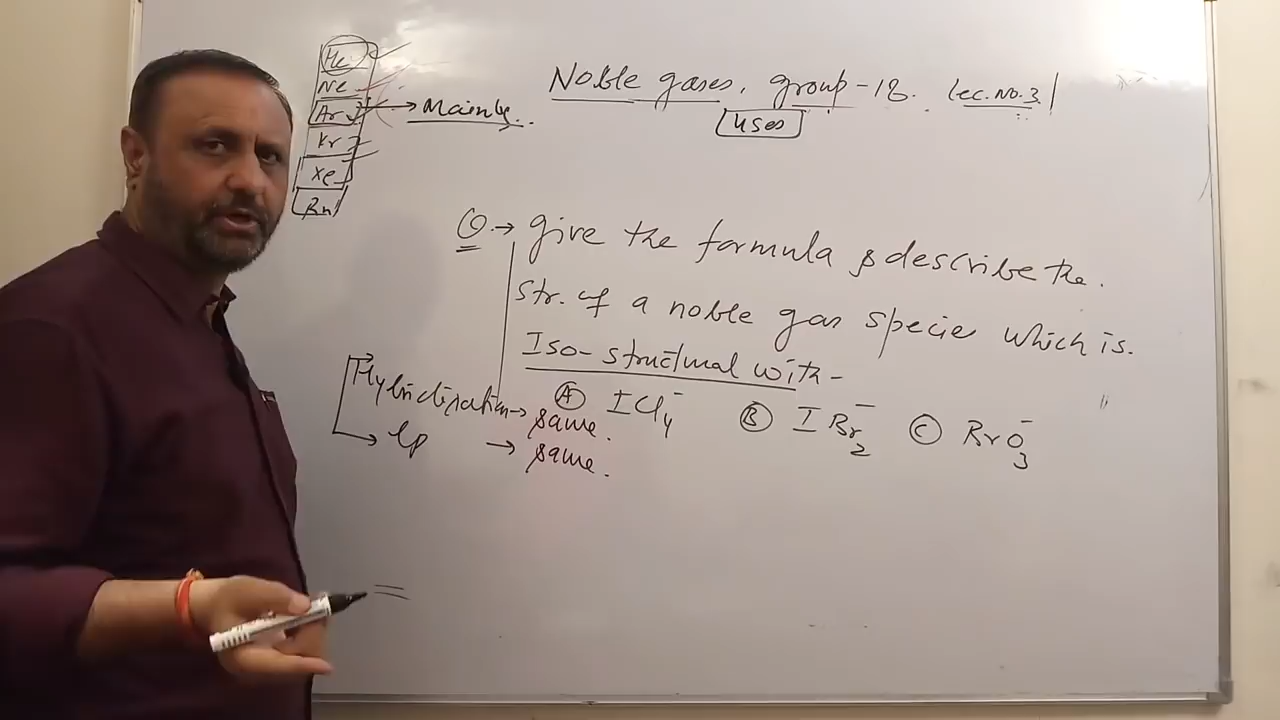 He
Ne
Ar → Mainly..
Kr
Xe
Rn
Noble gases, group-18. Lec.No.3
Uses
Q.→ Give the formula & describe the.
Str. of a noble gas specie which is.
Iso-structural with-
(A) ICl4- (B) IBr2- (C) BrO3-
Hybridization → same.
lp → same.